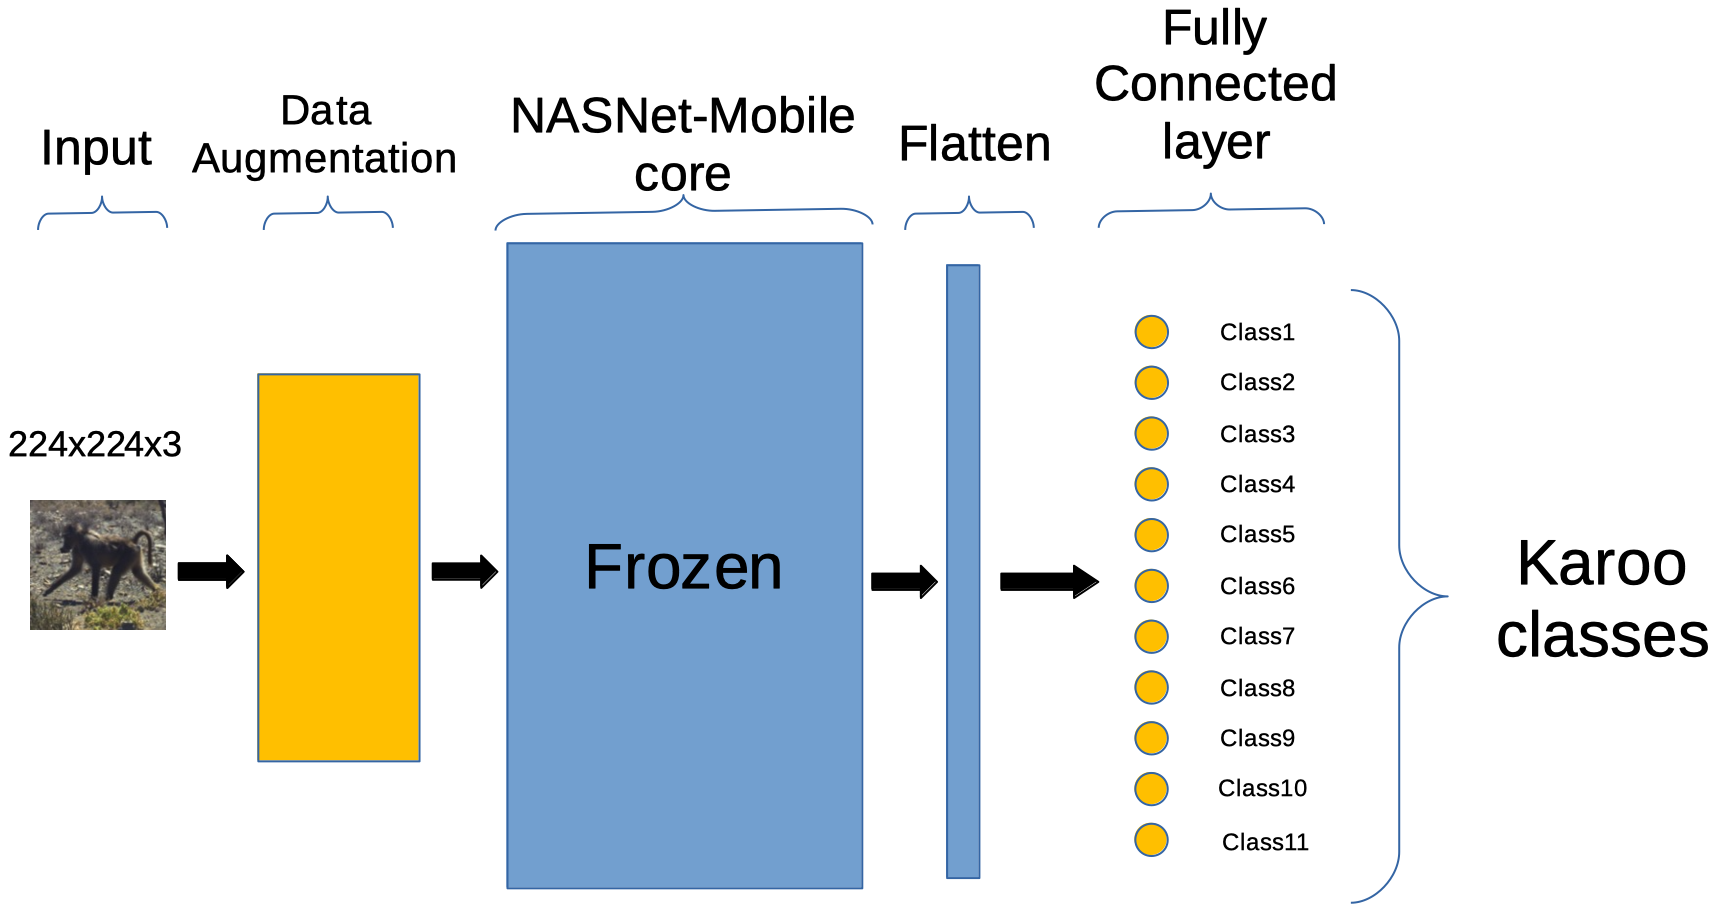 Input
Data
Augmentation
NASNet-Mobile
core
Flatten
Fully
Connected
layer
224x224x3
Frozen
Class1
Class2
Class3
Class4
Class5
Class6
Class7
Class8
Class9
Class10
Class11
Karoo
classes